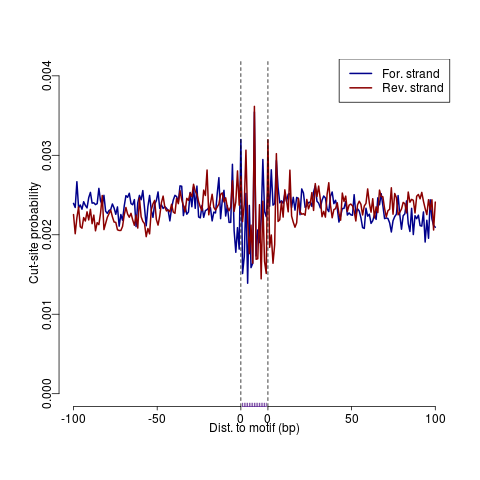 For. strand
Rev. strand
0.004
0.003
0.002
0.001
0.000
Cut-site probability
-100 -50 0 0 50 100
Dist. to motif (bp)